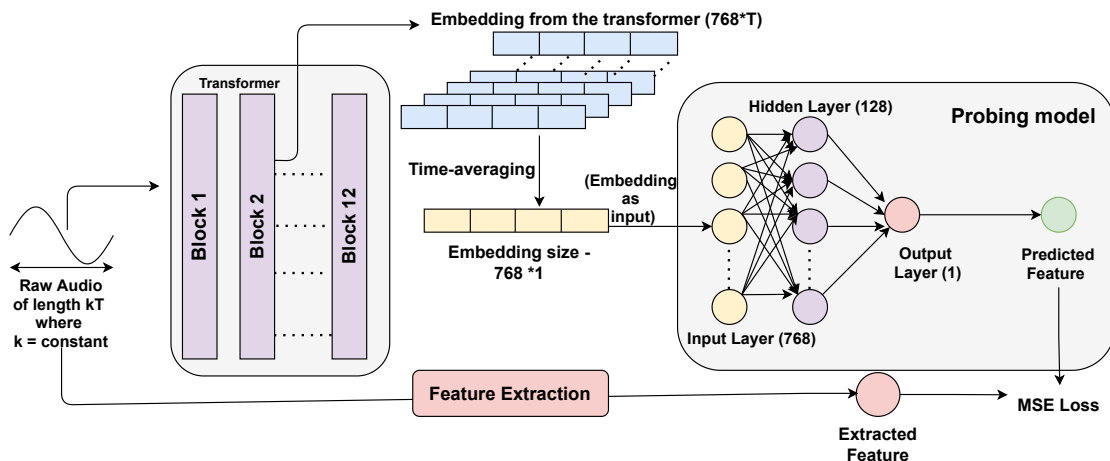 Embedding from the transformer (768*T)
Transformer
Block 1
Block 2
Block 12
Time-averaging
Embedding size -
768 *1
(Embedding
as
input)
Hidden Layer (128)
Probing model
Input Layer (768)
Output
Layer (1)
Predicted
Feature
Raw Audio
of length kT
where
k = constant
Feature Extraction
Extracted
Feature
MSE Loss